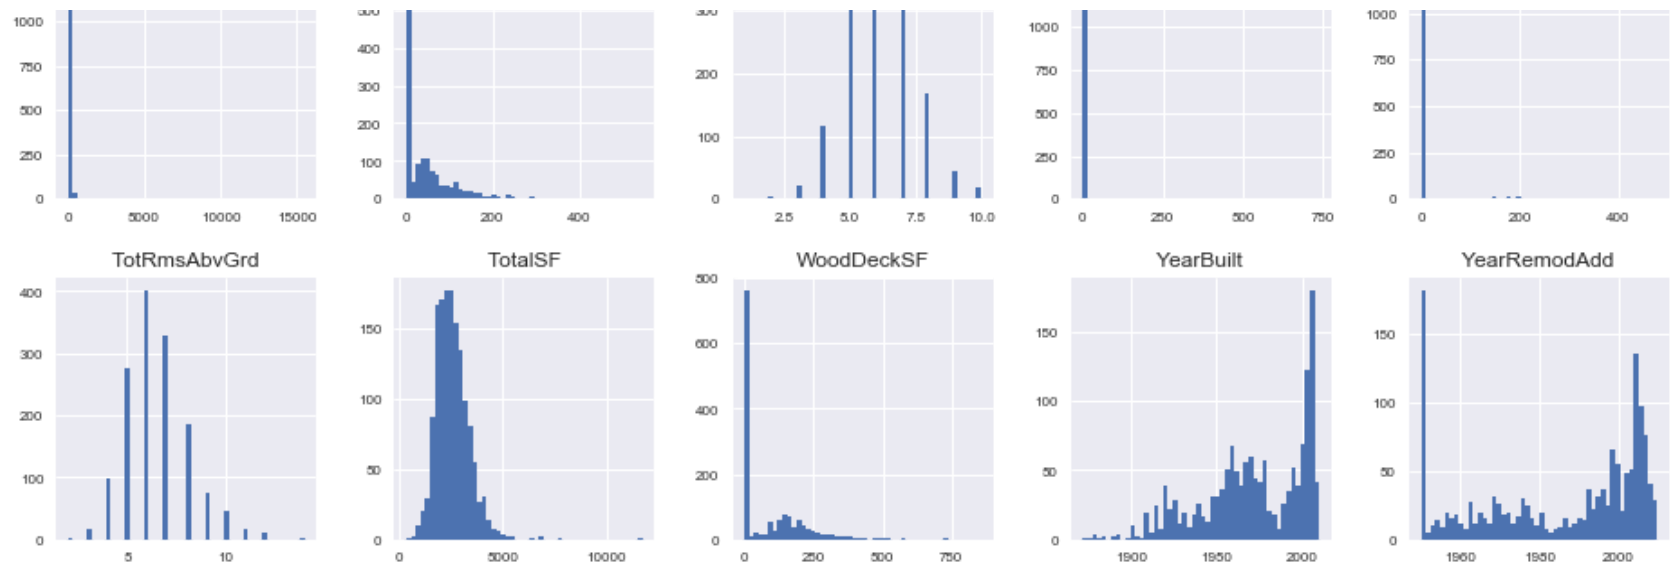 1000 500 300 1000 1000
750 400 200 750 750
500 300 100 500 500
250 200 0 250 250
0 100 0 0
0
0 5000 10000 15000 0 200 400 2.5 5.0 7.5 10.0 0 250 500 750 0 200 400
TotRmsAbvGrd TotalSF WoodDeckSF YearBuilt YearRemodAdd
400 150 800 150 150
300 100 600 100 100
200 50 400 50 50
100 0 200 0 0
0 0
5 10 0 5000 10000 0 250 500 750 1900 1950 2000 1960 1950 2000